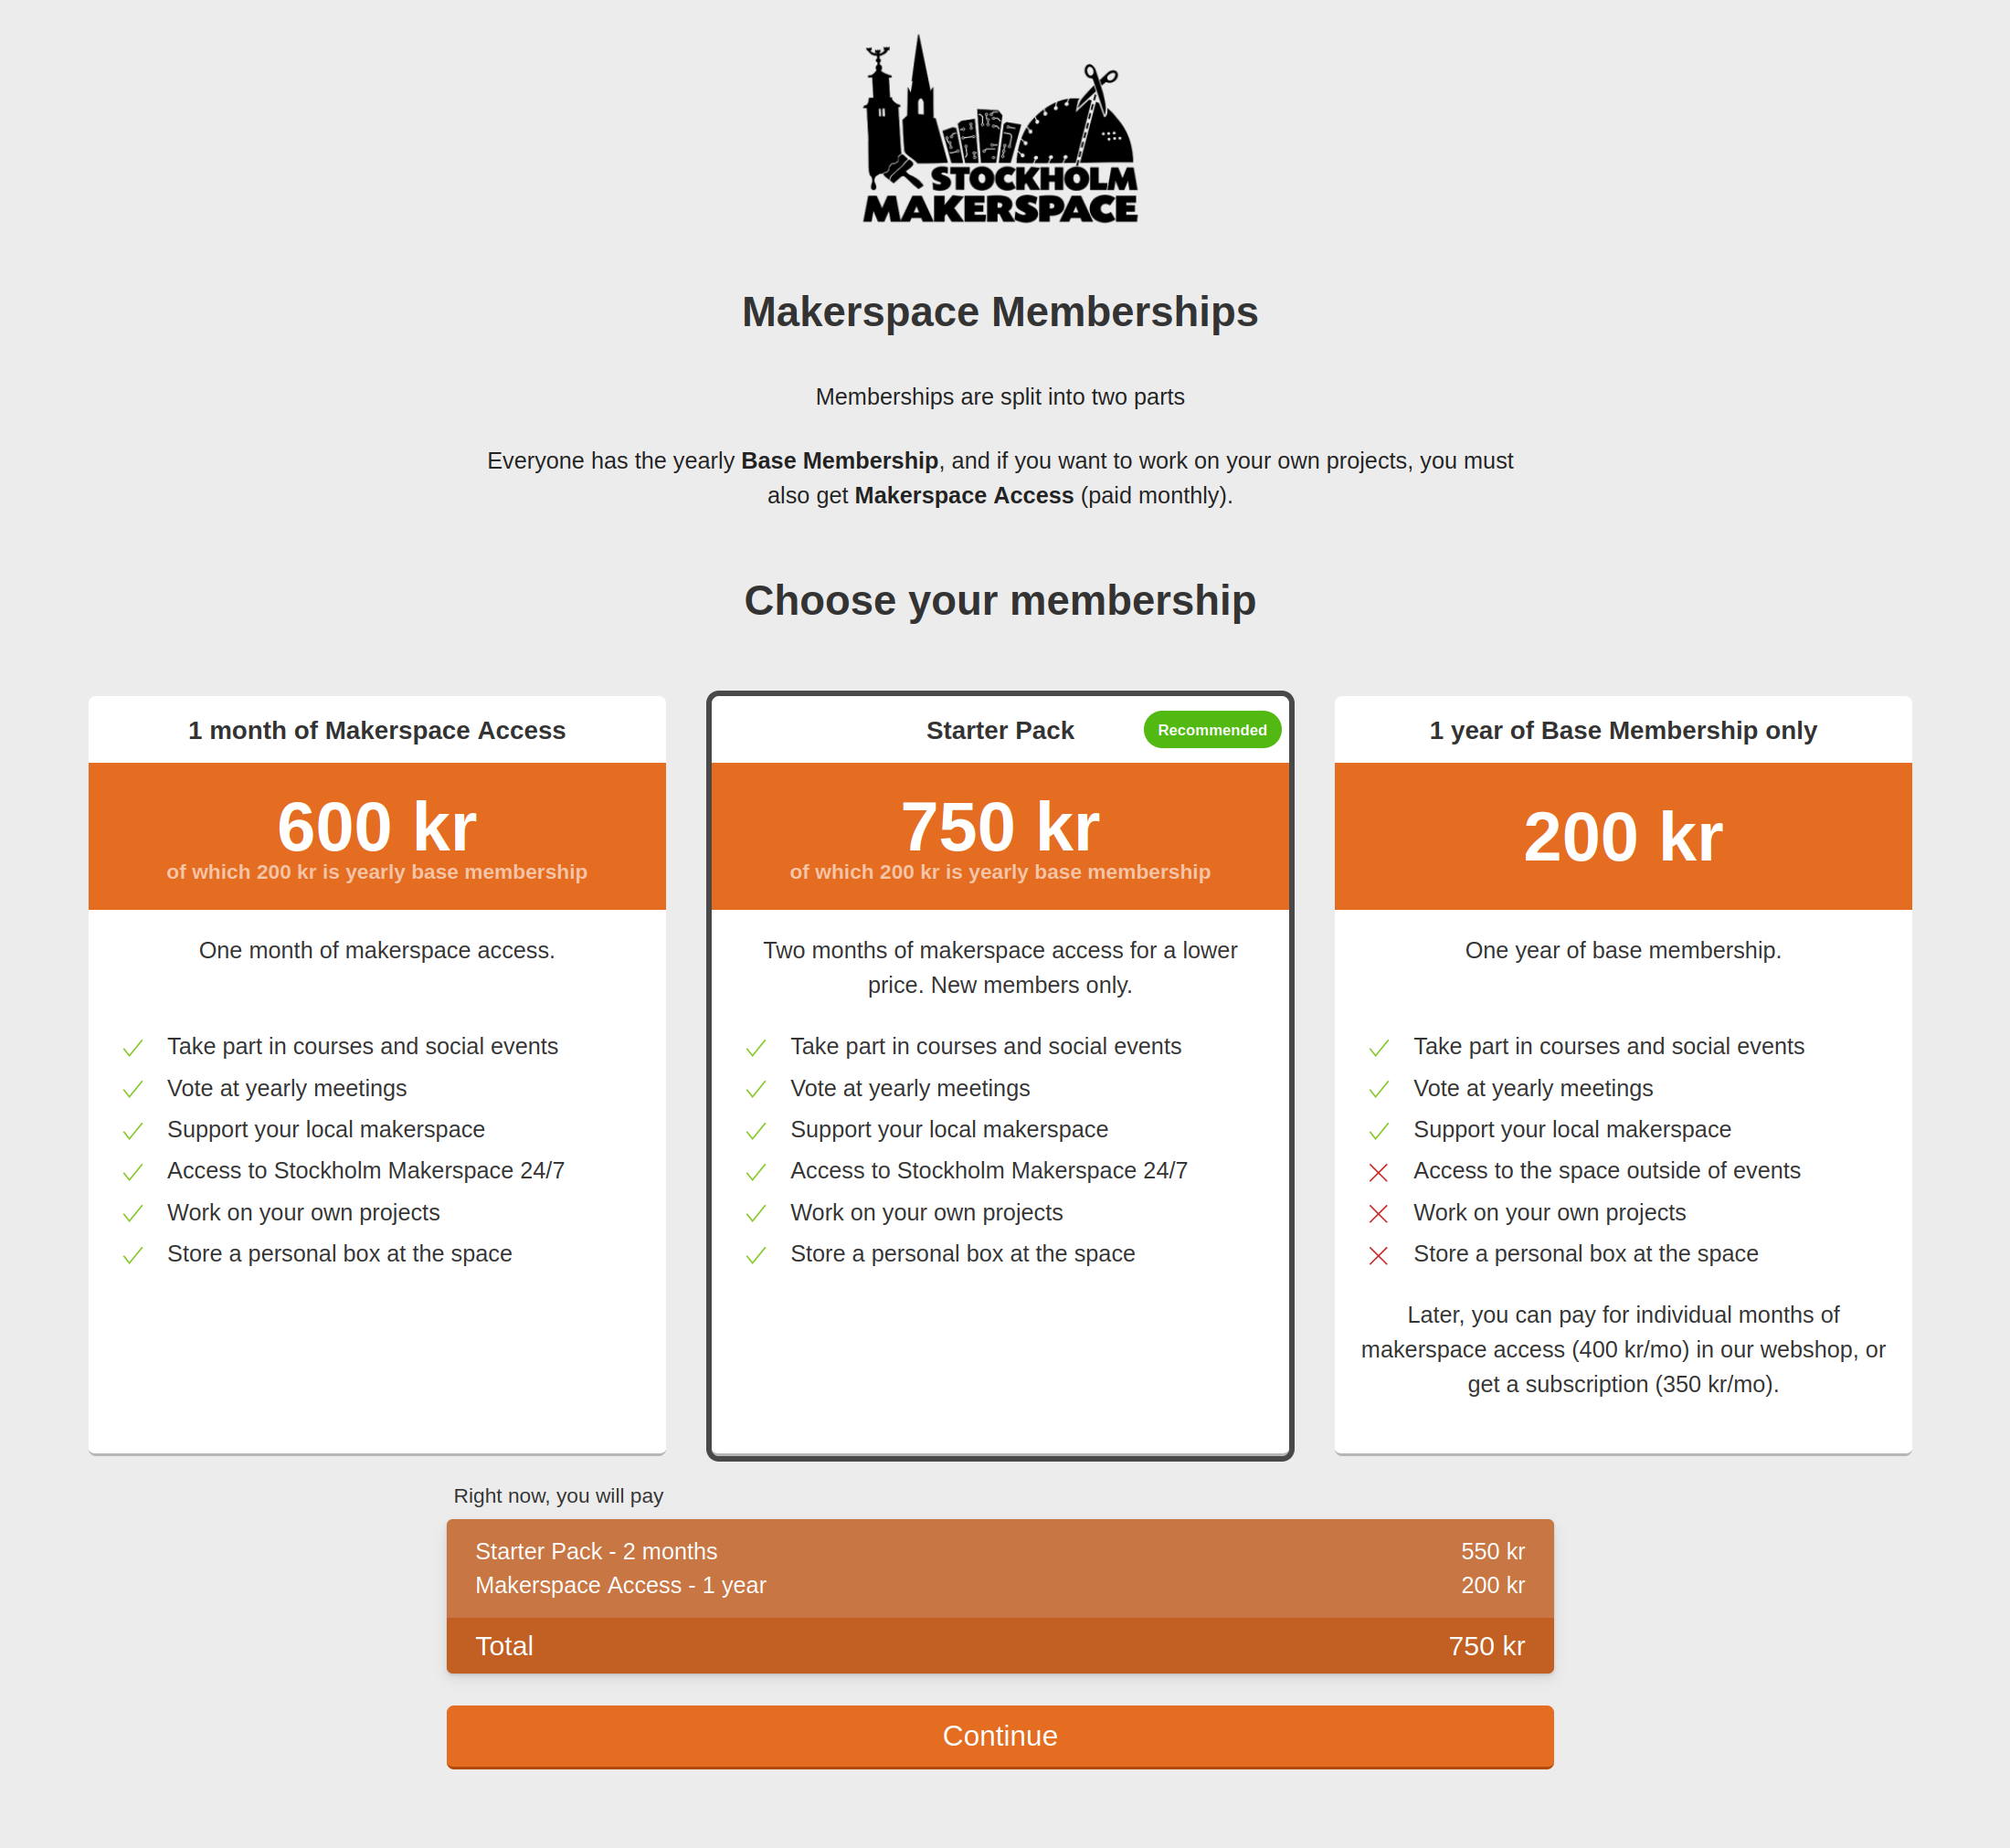 STOCKHOLM
MAKERSPACE
Makerspace Memberships
Memberships are split into two parts
Everyone has the yearly Base Membership, and if you want to work on your own projects, you must
also get Makerspace Access (paid monthly).
Choose your membership
1 month of Makerspace Access
600 kr
of which 200 kr is yearly base membership
One month of makerspace access.
Take part in courses and social events
Vote at yearly meetings
Support your local makerspace
Access to Stockholm Makerspace 24/7
Work on your own projects
Store a personal box at the space
Starter Pack
Recommended
750 kr
of which 200 kr is yearly base membership
Two months of makerspace access for a lower
price. New members only.
Take part in courses and social events
Vote at yearly meetings
Support your local makerspace
Access to Stockholm Makerspace 24/7
Work on your own projects
Store a personal box at the space
1 year of Base Membership only
200 kr
One year of base membership.
Take part in courses and social events
Vote at yearly meetings
Support your local makerspace
Access to the space outside of events
Work on your own projects
Store a personal box at the space
Later, you can pay for individual months of
makerspace access (400 kr/mo) in our webshop, or
get a subscription (350 kr/mo).
Right now, you will pay
Starter Pack - 2 months 550 kr
Makerspace Access - 1 year 200 kr
Total 750 kr
Continue